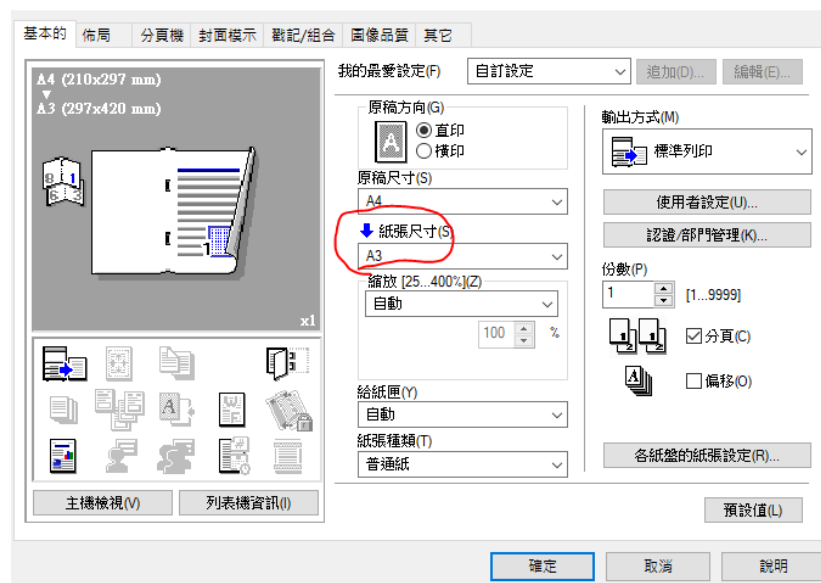 基本的 佈局 分頁機 封面模示 戳記/組合 圖像品質 其它
A4 (210x297 mm)
A3 (297x420 mm)
8 1
6 3
1
x1
主機檢視(V) 列表機資訊(I)
我的最愛設定(F) 自訂設定 追加(D)... 編輯(E)...
原稿方向(G)
A 直印
橫印
原稿尺寸(S)
A4
紙張尺寸(S)
A3
縮放 [25...400%](Z)
自動
100 %
給紙匣(Y)
自動
紙張種類(T)
普通紙
輸出方式(M)
標準列印
使用者設定(U)...
認證/部門管理(K)...
份數(P)
1 [1...9999]
分頁(C)
偏移(O)
各紙盤的紙張設定(R)...
預設值(L)
確定 取消 說明